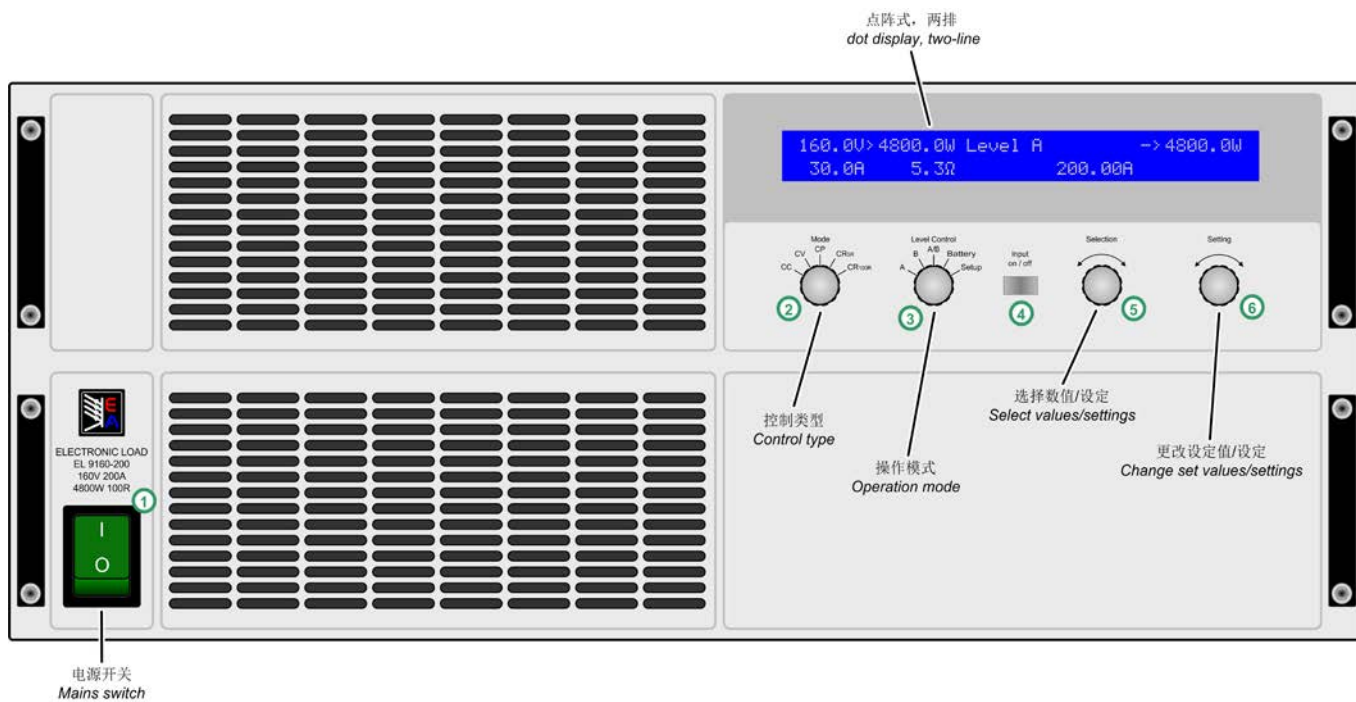 点阵式，两排
dot display, two-line
160.0V>4800.0W Level A ->4800.0W
30.0A 5.3Ω 200.00A
Mode
CC CV CP CR0R CR100R
Level Control
A B A/B Battery Setup
Input
on / off
Selection
Setting
2
3
4
5
6
控制类型
Control type
操作模式
Operation mode
选择数值/设定
Select values/settings
更改设定值/设定
Change set values/settings
EA
ELECTRONIC LOAD
EL 9160-200
160V 200A
4800W 100R
1
I
O
电源开关
Mains switch